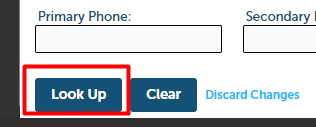 Primary Phone: Secondary
Look Up Clear Discard Changes